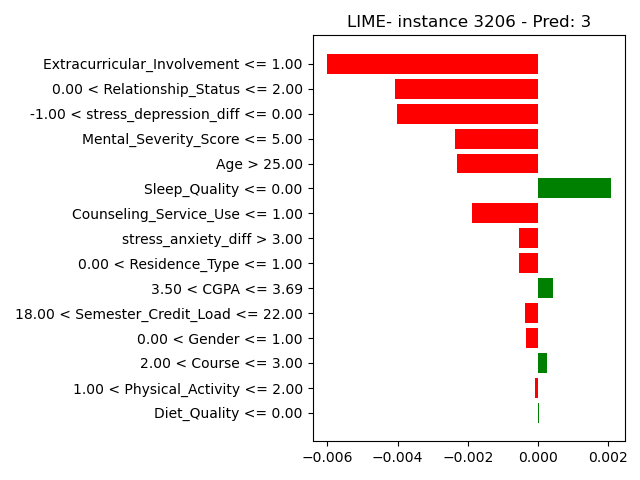 LIME- instance 3206 - Pred: 3
Extracurricular_Involvement <= 1.00
0.00 < Relationship_Status <= 2.00
-1.00 < stress_depression_diff <= 0.00
Mental_Severity_Score <= 5.00
Age > 25.00
Sleep_Quality <= 0.00
Counseling_Service_Use <= 1.00
stress_anxiety_diff > 3.00
0.00 < Residence_Type <= 1.00
3.50 < CGPA <= 3.69
18.00 < Semester_Credit_Load <= 22.00
0.00 < Gender <= 1.00
2.00 < Course <= 3.00
1.00 < Physical_Activity <= 2.00
Diet_Quality <= 0.00
−0.006 −0.004 −0.002 0.000 0.002